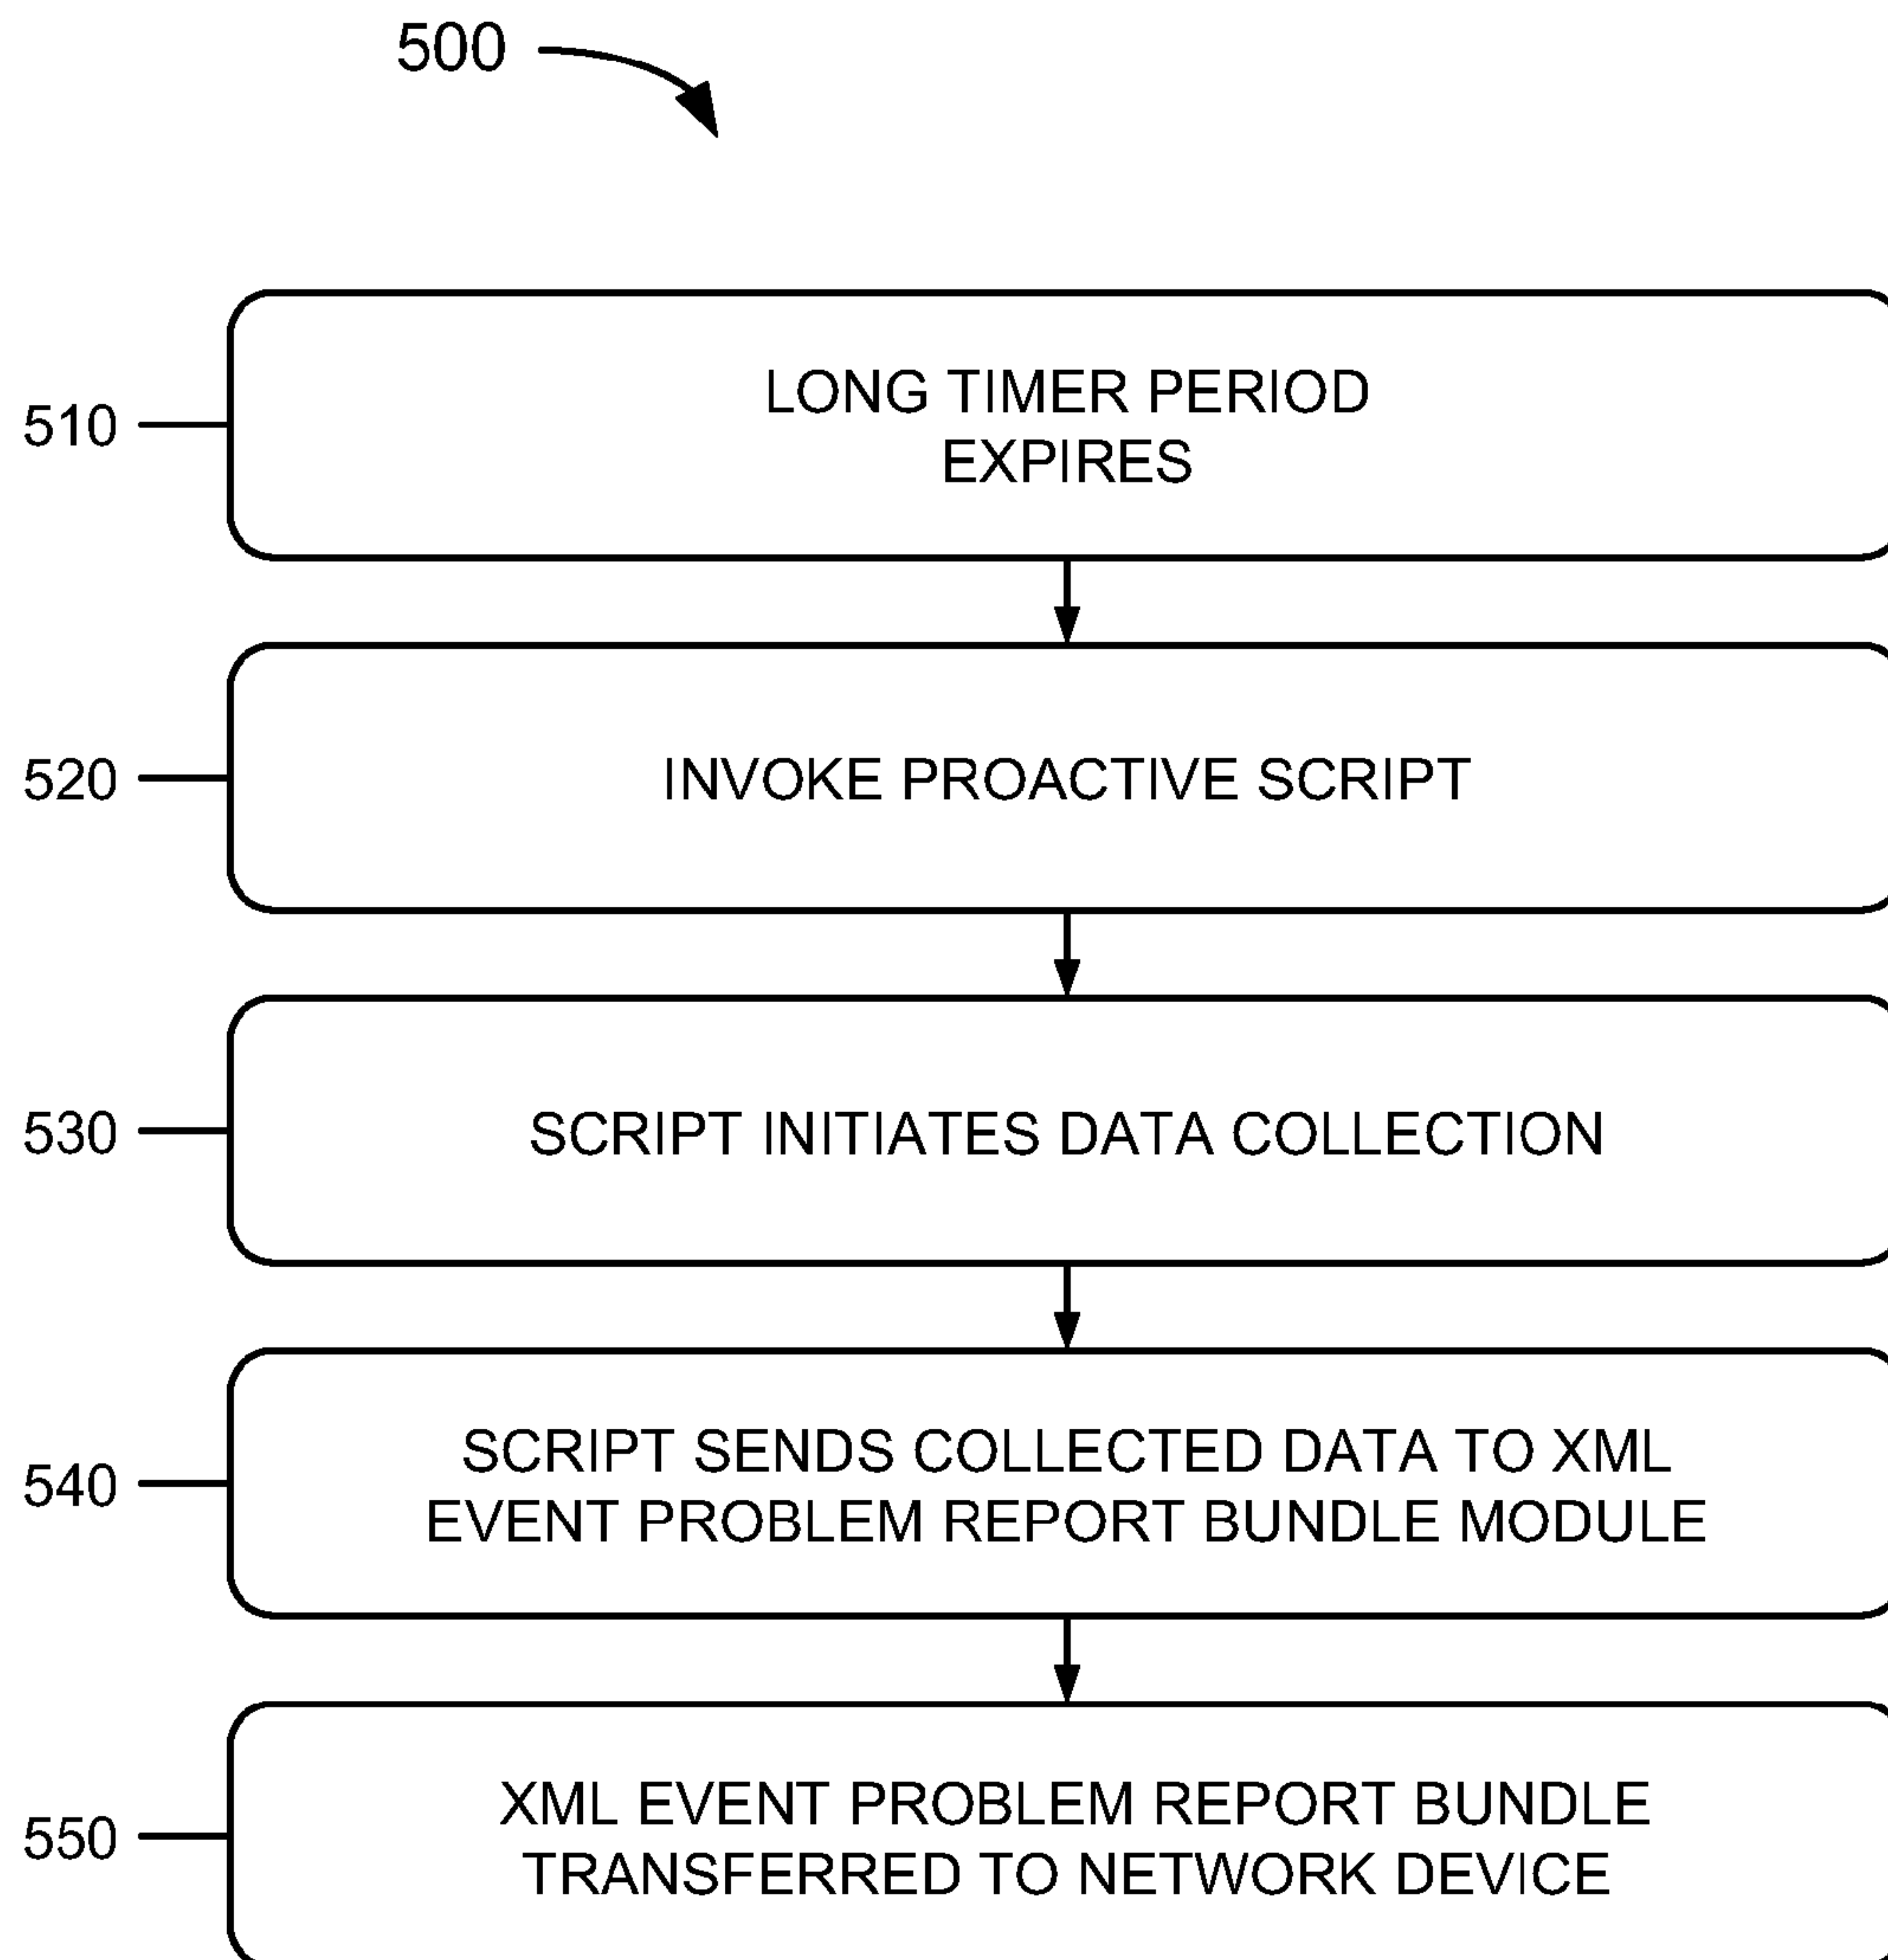 500
510
LONG TIMER PERIOD
EXPIRES
520
INVOKE PROACTIVE SCRIPT
530
SCRIPT INITIATES DATA COLLECTION
540
SCRIPT SENDS COLLECTED DATA TO XML
EVENT PROBLEM REPORT BUNDLE MODULE
550
XML EVENT PROBLEM REPORT BUNDLE
TRANSFERRED TO NETWORK DEVICE